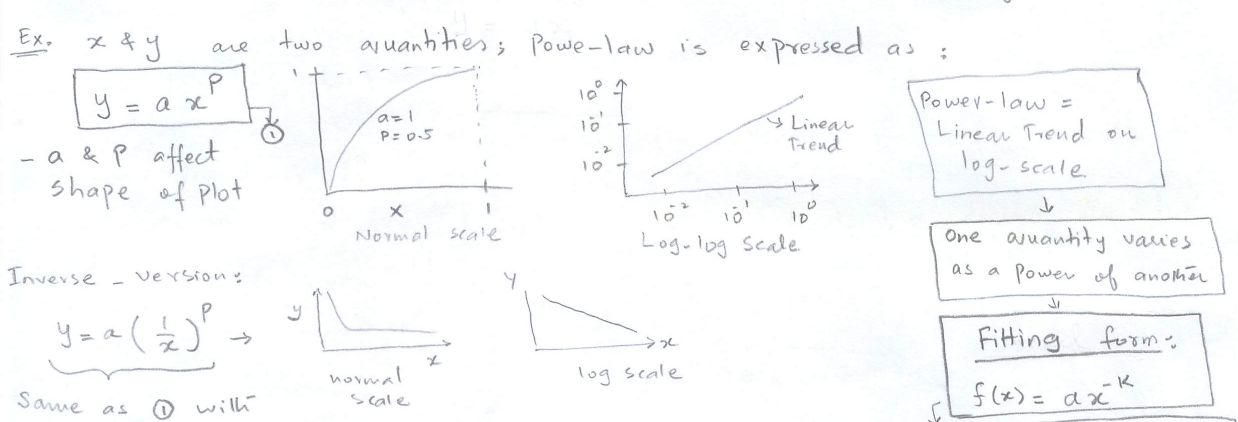 Ex. x & y are two quantities; Powe-law is expressed as :
y = a x^p
①
- a & p affect
shape of plot
1
a = 1
p = 0.5
0 x 1
Normal scale
10^0
10^-1
10^-2
→ Linear
Trend
10^-2 10^-1 10^0
Log-log Scale
Power-law =
Linear Trend on
log-scale
↓
One quantity varies
as a Power of another
↓
Fitting form:
f(x) = a x^-k
Inverse - version:
y = a (1/x)^p →
Same as ① with
y
x
normal
scale
y
x
log scale